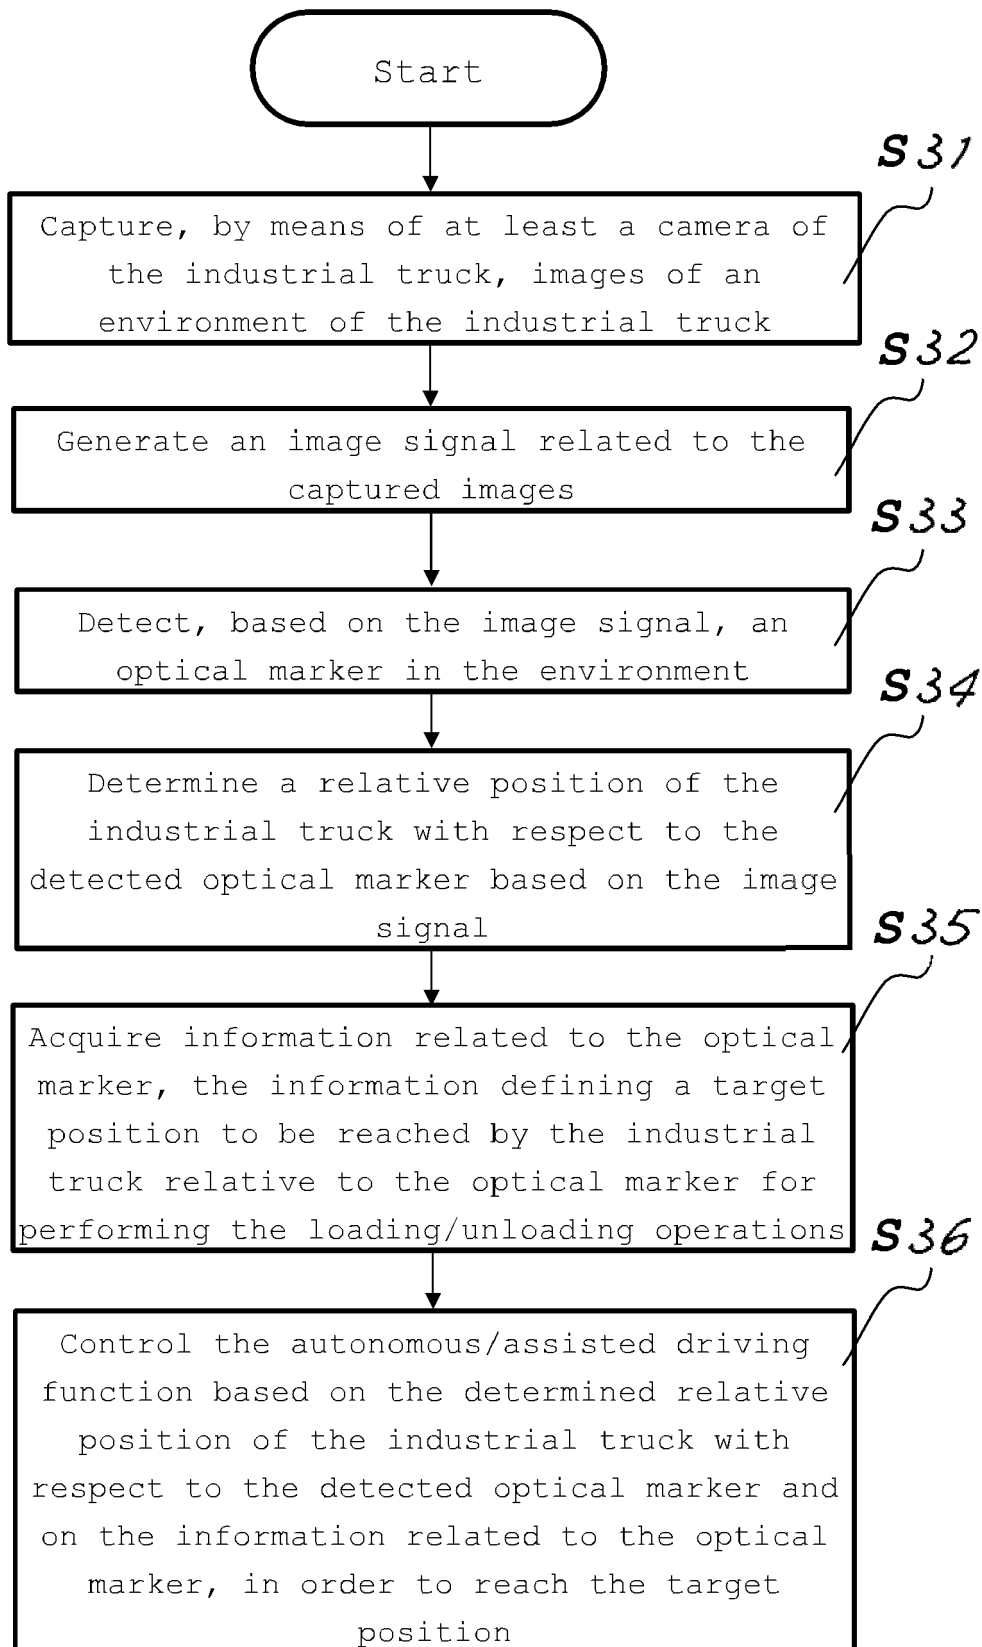 Start
S31
Capture, by means of at least a camera of
the industrial truck, images of an
environment of the industrial truck
S32
Generate an image signal related to the
captured images
S33
Detect, based on the image signal, an
optical marker in the environment
S34
Determine a relative position of the
industrial truck with respect to the
detected optical marker based on the image
signal
S35
Acquire information related to the optical
marker, the information defining a target
position to be reached by the industrial
truck relative to the optical marker for
performing the loading/unloading operations
S36
Control the autonomous/assisted driving
function based on the determined relative
position of the industrial truck with
respect to the detected optical marker and
on the information related to the optical
marker, in order to reach the target
position